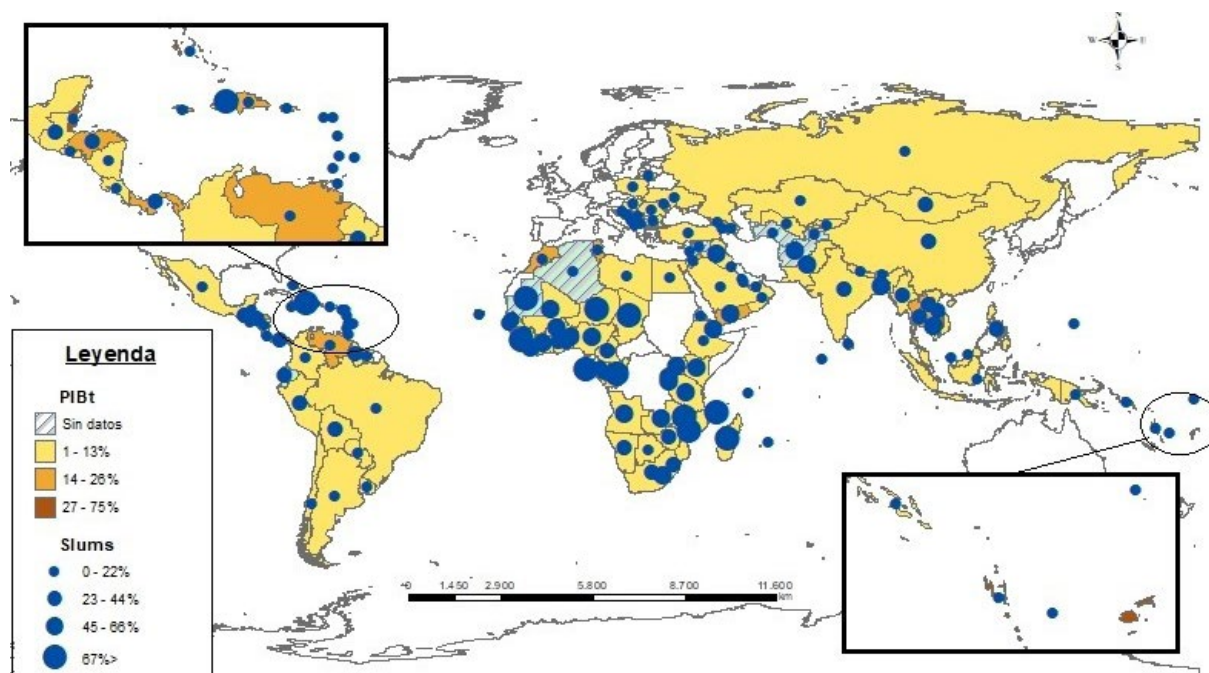 N
W E
S
Leyenda
PIBt
Sin datos
1 - 13%
14 - 26%
27 - 75%
Slums
0 - 22%
23 - 44%
45 - 66%
67%>
0 1.450 2.900 5.800 8.700 11.600
km